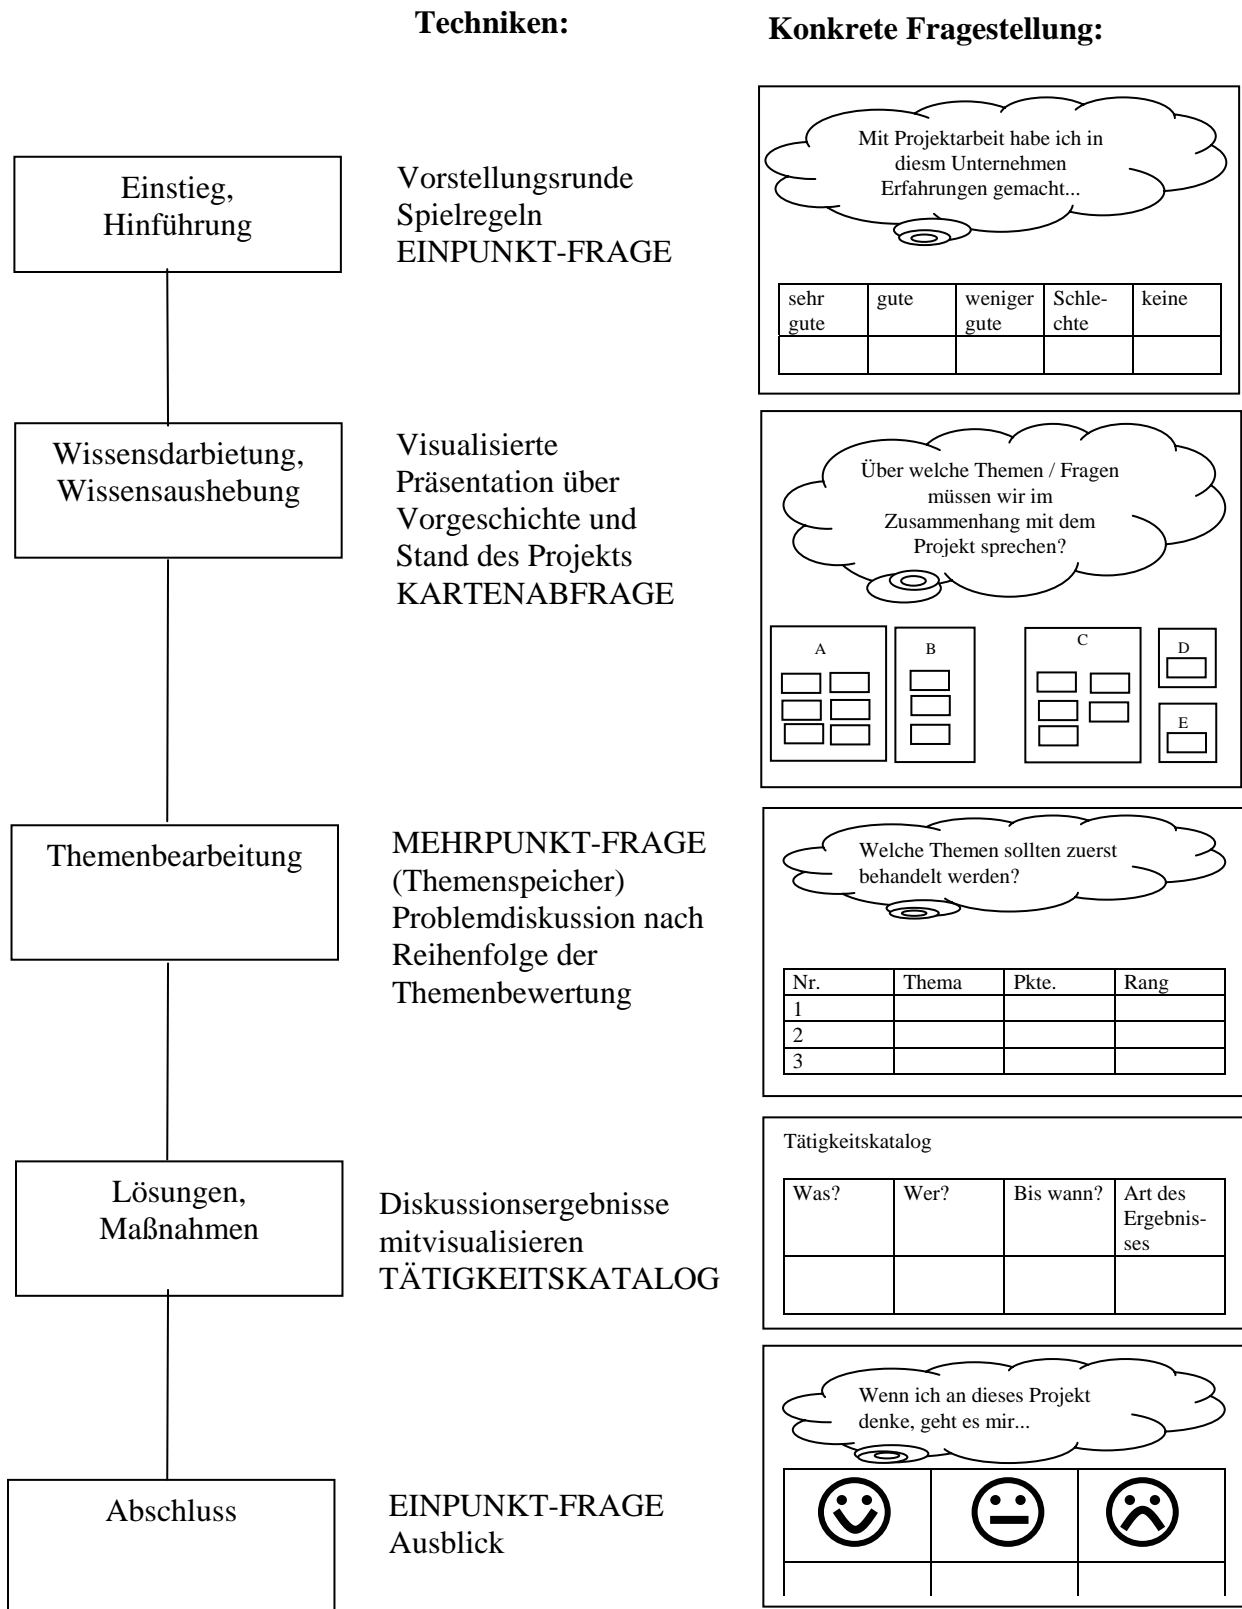 Techniken:
Konkrete Fragestellung:
Einstieg,
Hinführung
Vorstellungsrunde
Spielregeln
EINPUNKT-FRAGE
Mit Projektarbeit habe ich in
diesm Unternehmen
Erfahrungen gemacht...
sehr
gute
gute
weniger
gute
Schle-
chte
keine
Wissensdarbietung,
Wissensaushebung
Visualisierte
Präsentation über
Vorgeschichte und
Stand des Projekts
KARTENABFRAGE
Über welche Themen / Fragen
müssen wir im
Zusammenhang mit dem
Projekt sprechen?
A
B
C
D
E
Themenbearbeitung
MEHRPUNKT-FRAGE
(Themenspeicher)
Problemdiskussion nach
Reihenfolge der
Themenbewertung
Welche Themen sollten zuerst
behandelt werden?
Nr. Thema Pkte. Rang
1
2
3
Lösungen,
Maßnahmen
Diskussionsergebnisse
mitvisualisieren
TÄTIGKEITSKATALOG
Tätigkeitskatalog
Was?
Wer?
Bis wann?
Art des
Ergebnis-
ses
Abschluss
EINPUNKT-FRAGE
Ausblick
Wenn ich an dieses Projekt
denke, geht es mir...